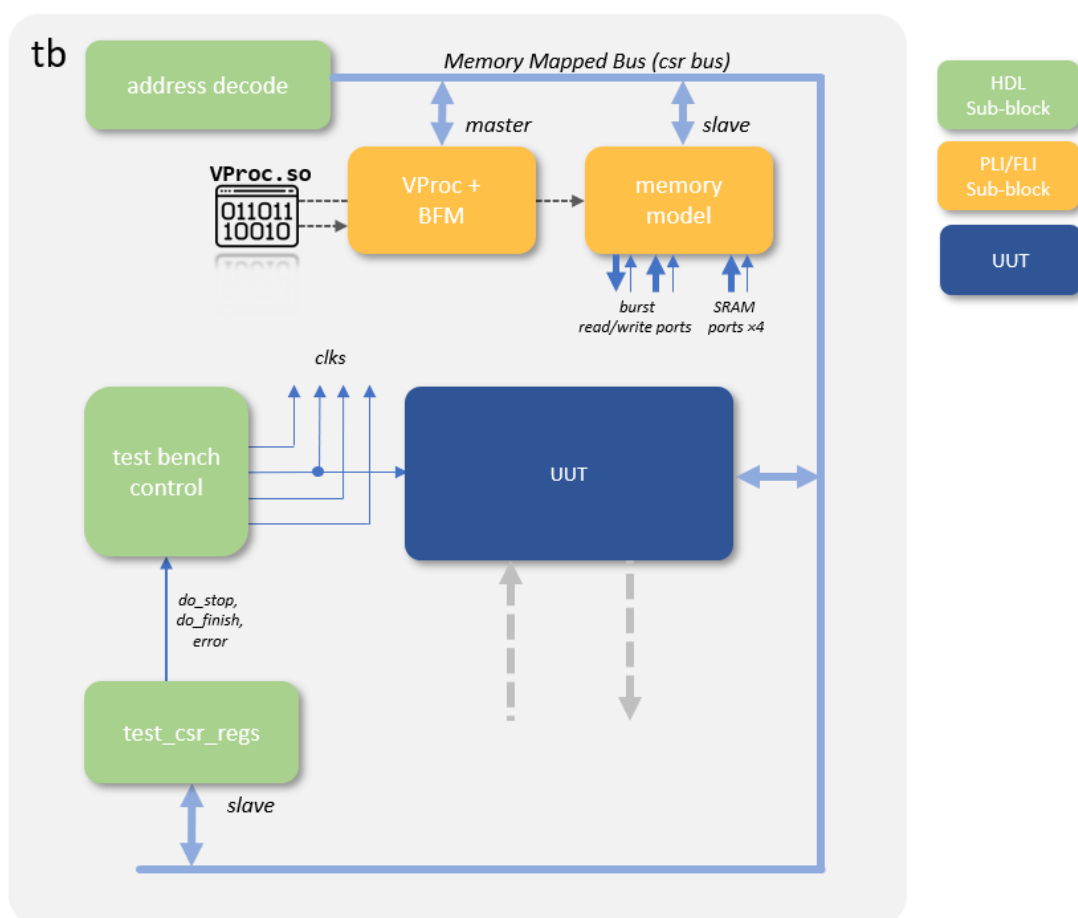 tb
address decode
Memory Mapped Bus (csr bus)
master
slave
VProc.so
011011
10010
VProc +
BFM
memory
model
burst
read/write ports
SRAM
ports ×4
clks
test bench
control
UUT
do_stop,
do_finish,
error
test_csr_regs
slave
HDL
Sub-block
PLI/FLI
Sub-block
UUT